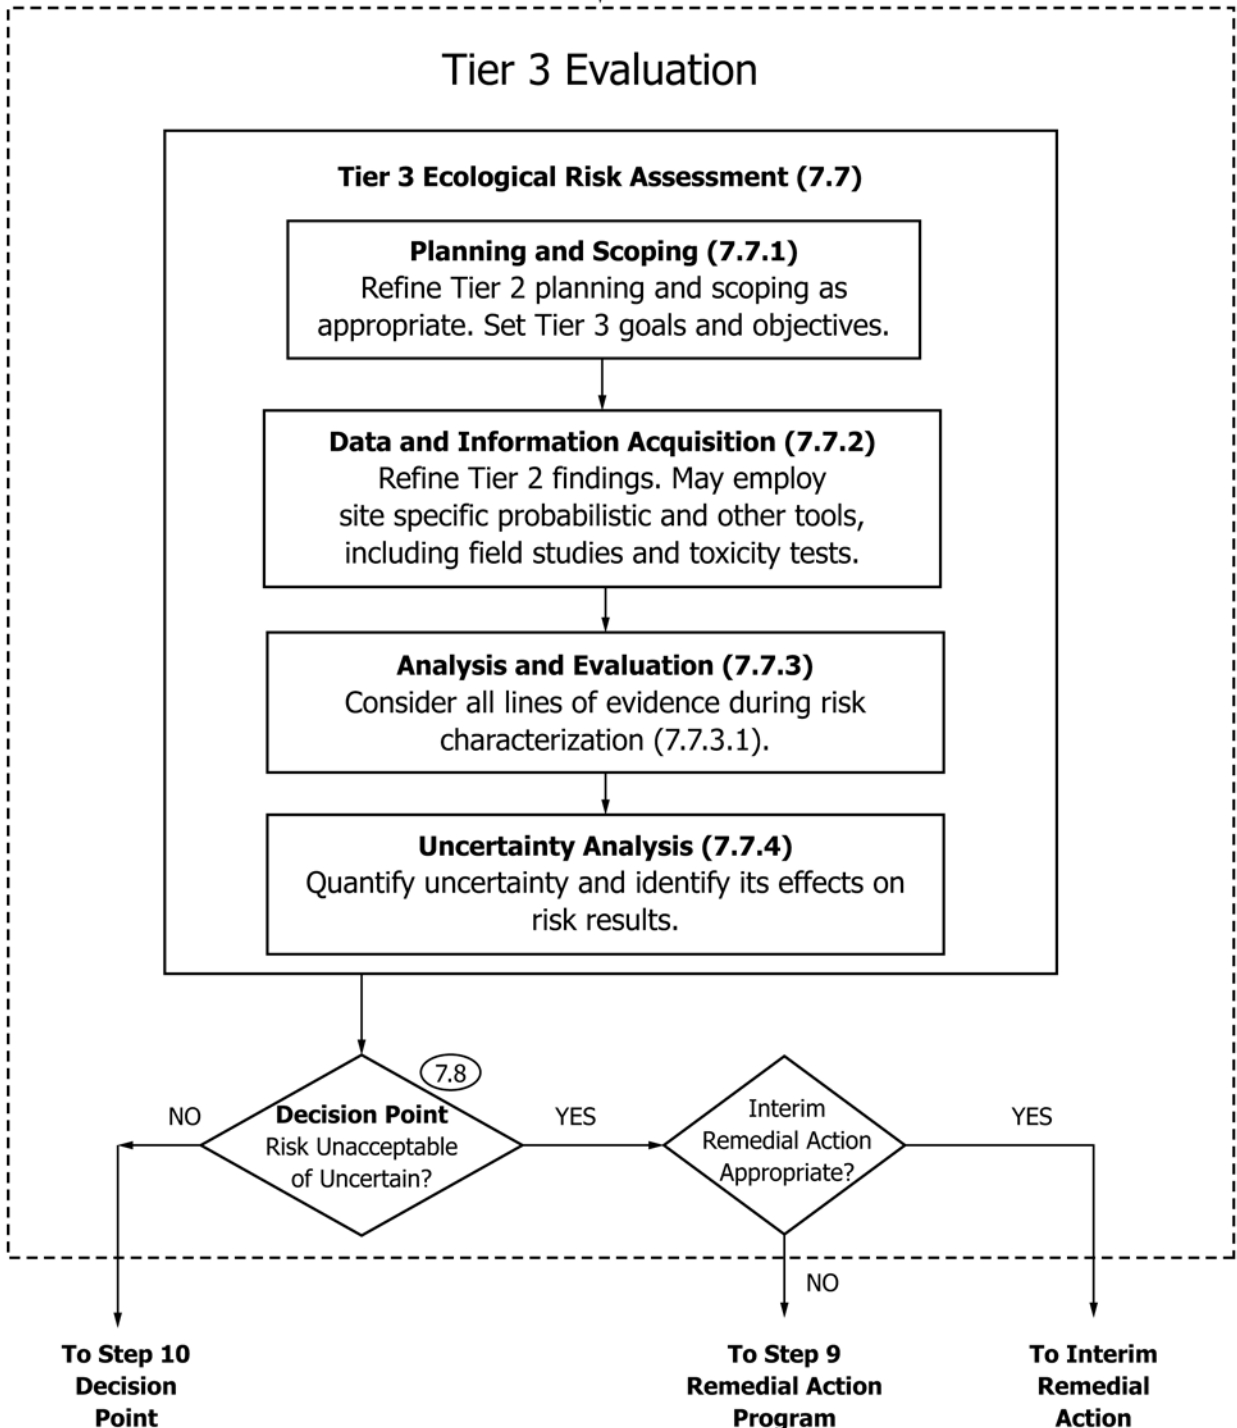 Tier 3 Evaluation
Tier 3 Ecological Risk Assessment (7.7)
Planning and Scoping (7.7.1)
Refine Tier 2 planning and scoping as
appropriate. Set Tier 3 goals and objectives.
Data and Information Acquisition (7.7.2)
Refine Tier 2 findings. May employ
site specific probabilistic and other tools,
including field studies and toxicity tests.
Analysis and Evaluation (7.7.3)
Consider all lines of evidence during risk
characterization (7.7.3.1).
Uncertainty Analysis (7.7.4)
Quantify uncertainty and identify its effects on
risk results.
7.8
NO
Decision Point
Risk Unacceptable
of Uncertain?
YES
Interim
Remedial Action
Appropriate?
YES
NO
To Step 10
Decision
Point
To Step 9
Remedial Action
Program
To Interim
Remedial
Action